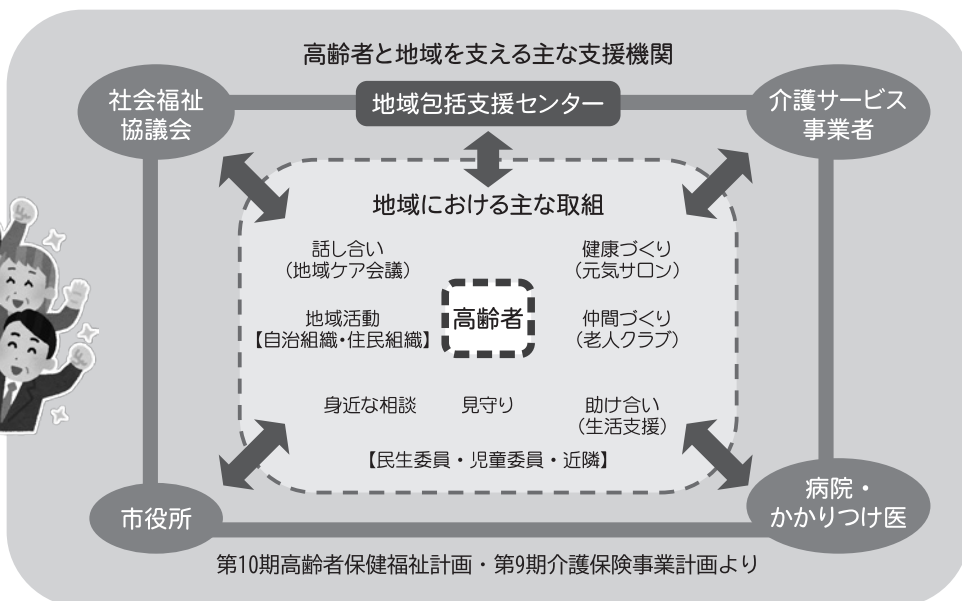 高齢者と地域を支える主な支援機関
社会福祉
協議会
地域包括支援センター
介護サービス
事業者
地域における主な取組
話し合い
(地域ケア会議)
健康づくり
(元気サロン)
地域活動
【自治組織・住民組織】
高齢者
仲間づくり
(老人クラブ)
身近な相談
見守り
助け合い
(生活支援)
【民生委員・児童委員・近隣】
市役所
病院・
かかりつけ医
第10期高齢者保健福祉計画・第9期介護保険事業計画より